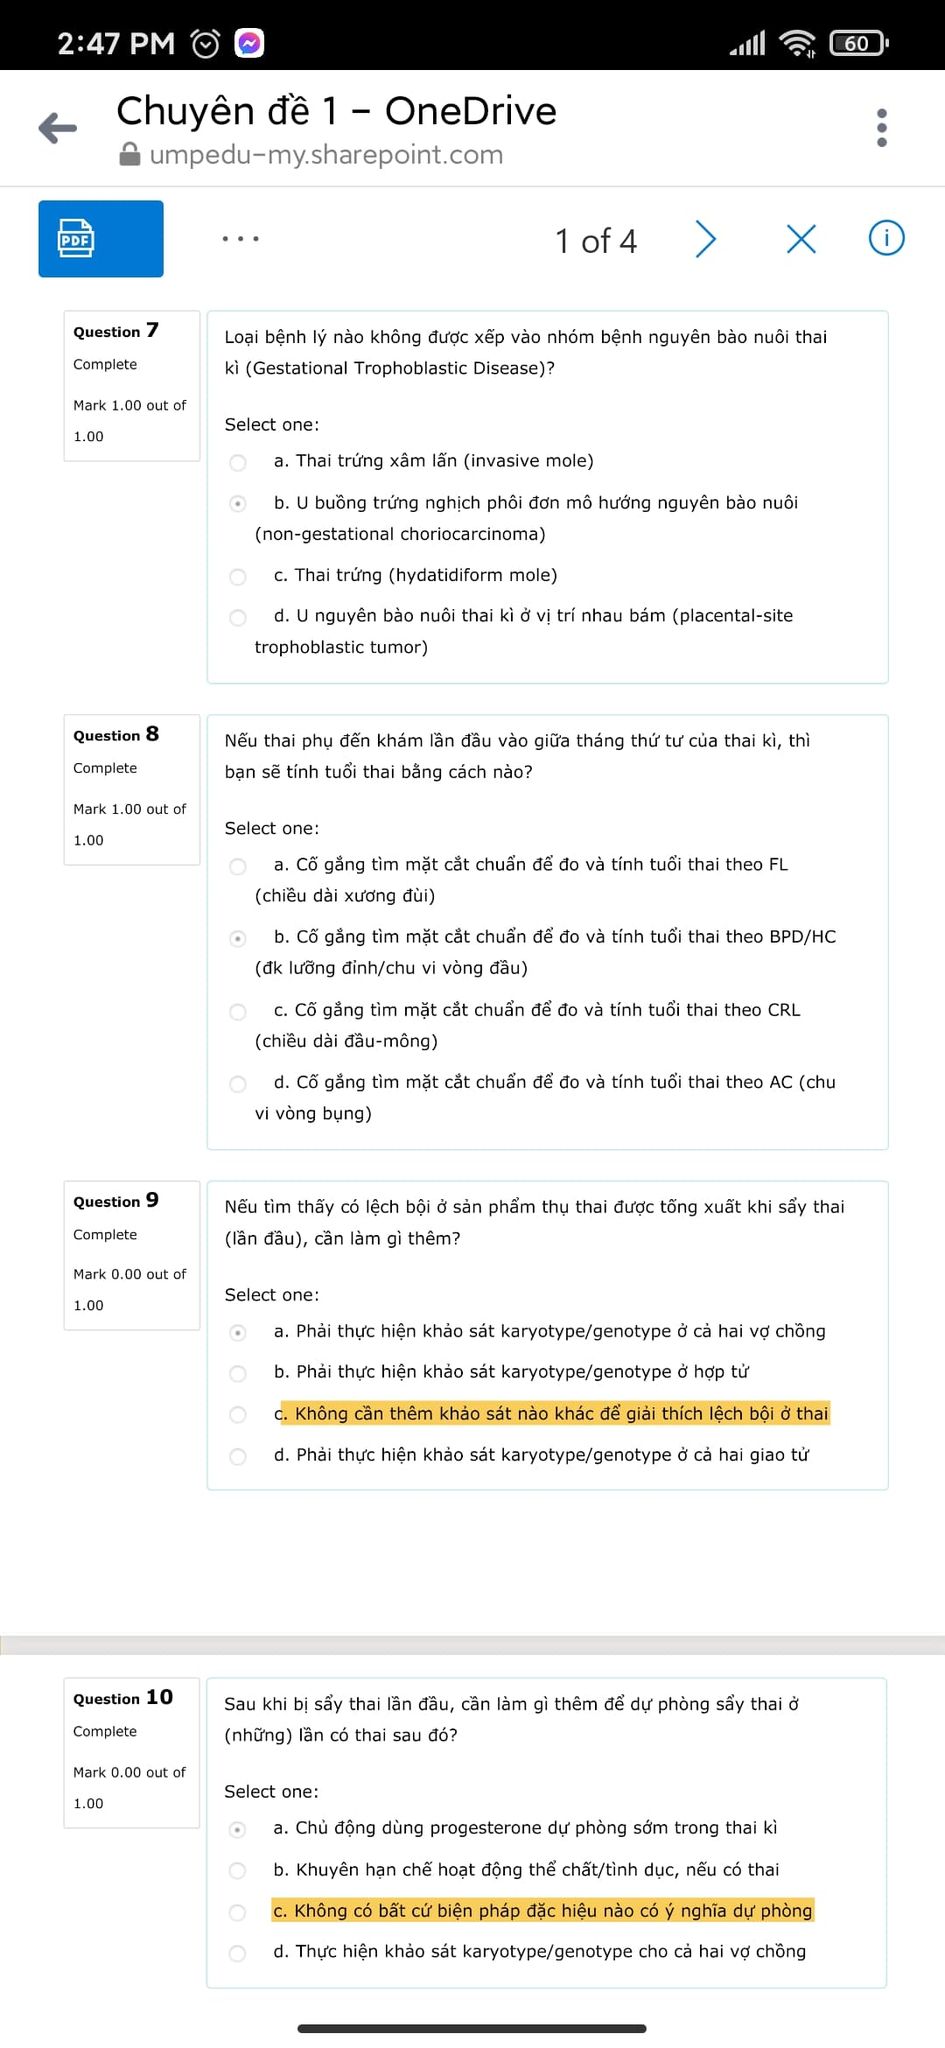 2:47 PM
60
Chuyên đề 1 – OneDrive
umpedu-my.sharepoint.com
PDF
...
1 of 4
i
Question 7
Complete
Mark 1.00 out of
1.00
Loại bệnh lý nào không được xếp vào nhóm bệnh nguyên bào nuôi thai
kì (Gestational Trophoblastic Disease)?
Select one:
a. Thai trứng xâm lấn (invasive mole)
b. U buồng trứng nghịch phôi đơn mô hướng nguyên bào nuôi
(non-gestational choriocarcinoma)
c. Thai trứng (hydatidiform mole)
d. U nguyên bào nuôi thai kì ở vị trí nhau bám (placental-site
trophoblastic tumor)
Question 8
Complete
Mark 1.00 out of
1.00
Nếu thai phụ đến khám lần đầu vào giữa tháng thứ tư của thai kì, thì
bạn sẽ tính tuổi thai bằng cách nào?
Select one:
a. Cố gắng tìm mặt cắt chuẩn để đo và tính tuổi thai theo FL
(chiều dài xương đùi)
b. Cố gắng tìm mặt cắt chuẩn để đo và tính tuổi thai theo BPD/HC
(đk lưỡng đỉnh/chu vi vòng đầu)
c. Cố gắng tìm mặt cắt chuẩn để đo và tính tuổi thai theo CRL
(chiều dài đầu-mông)
d. Cố gắng tìm mặt cắt chuẩn để đo và tính tuổi thai theo AC (chu
vi vòng bụng)
Question 9
Complete
Mark 0.00 out of
1.00
Nếu tìm thấy có lệch bội ở sản phẩm thụ thai được tống xuất khi sẩy thai
(lần đầu), cần làm gì thêm?
Select one:
a. Phải thực hiện khảo sát karyotype/genotype ở cả hai vợ chồng
b. Phải thực hiện khảo sát karyotype/genotype ở hợp tử
c. Không cần thêm khảo sát nào khác để giải thích lệch bội ở thai
d. Phải thực hiện khảo sát karyotype/genotype ở cả hai giao tử
Question 10
Complete
Mark 0.00 out of
1.00
Sau khi bị sẩy thai lần đầu, cần làm gì thêm để dự phòng sẩy thai ở
(những) lần có thai sau đó?
Select one:
a. Chủ động dùng progesterone dự phòng sớm trong thai kì
b. Khuyên hạn chế hoạt động thể chất/tình dục, nếu có thai
c. Không có bất cứ biện pháp đặc hiệu nào có ý nghĩa dự phòng
d. Thực hiện khảo sát karyotype/genotype cho cả hai vợ chồng